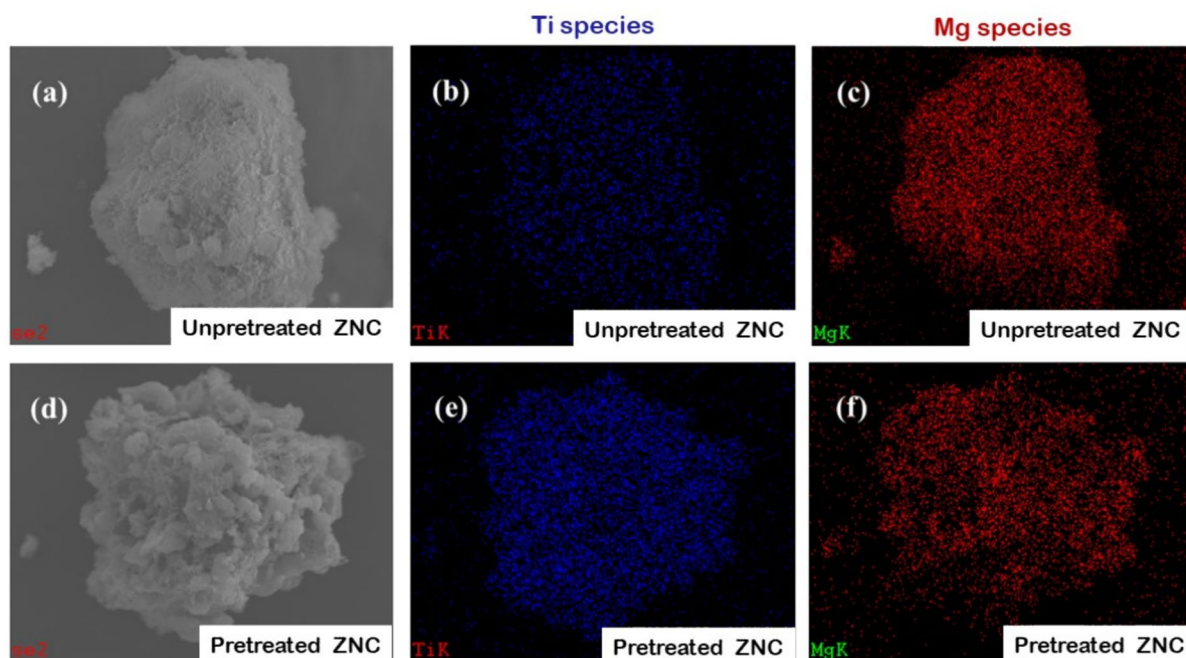 Ti species
Mg species
(a)
se2
Unpretreated ZNC
(b)
TiK
Unpretreated ZNC
(c)
MgK
Unpretreated ZNC
(d)
se2
Pretreated ZNC
(e)
TiK
Pretreated ZNC
(f)
MgK
Pretreated ZNC